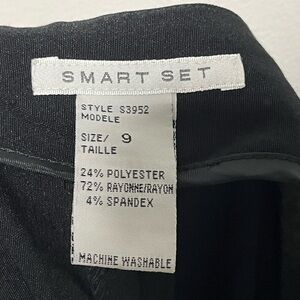 SMART SET
STYLE S3952
MODELE
SIZE/ 9
TAILLE
24% POLYESTER
72% RAYONNE/RAYON
4% SPANDEX
MACHINE WASHABLE